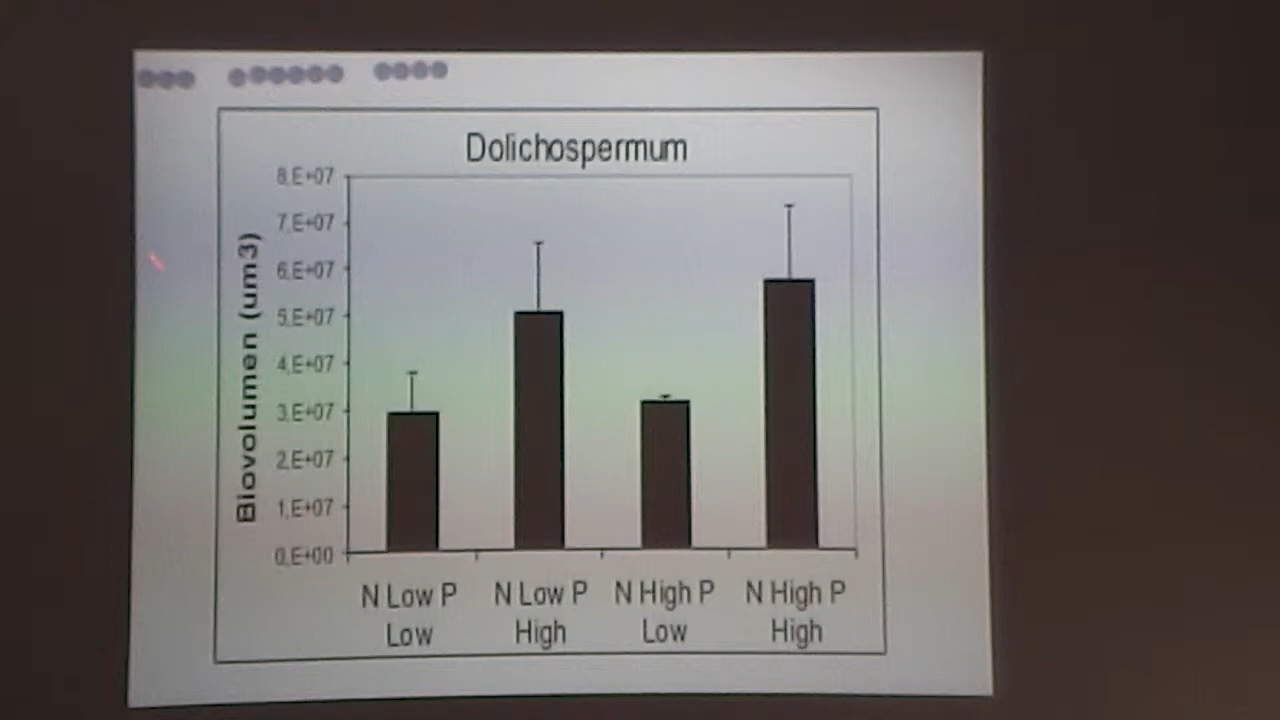 Dolichospermum
8,E+07
7,E+07
6,E+07
5,E+07
4,E+07
3,E+07
2,E+07
1,E+07
0,E+00
Biovolumen (um3)
N Low P Low
N Low P High
N High P Low
N High P High